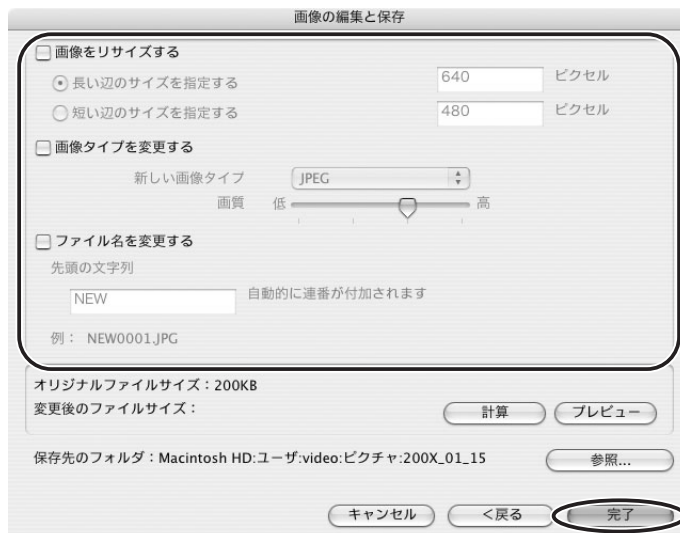 画像の編集と保存
画像をリサイズする
長い辺のサイズを指定する 640 ピクセル
短い辺のサイズを指定する 480 ピクセル
画像タイプを変更する
新しい画像タイプ JPEG
画質 低 高
ファイル名を変更する
先頭の文字列
NEW 自動的に連番が付加されます
例： NEW0001.JPG
オリジナルファイルサイズ：200KB
変更後のファイルサイズ： 計算 プレビュー
保存先のフォルダ：Macintosh HD:ユーザ:video:ピクチャ:200X_01_15 参照...
キャンセル <戻る 完了